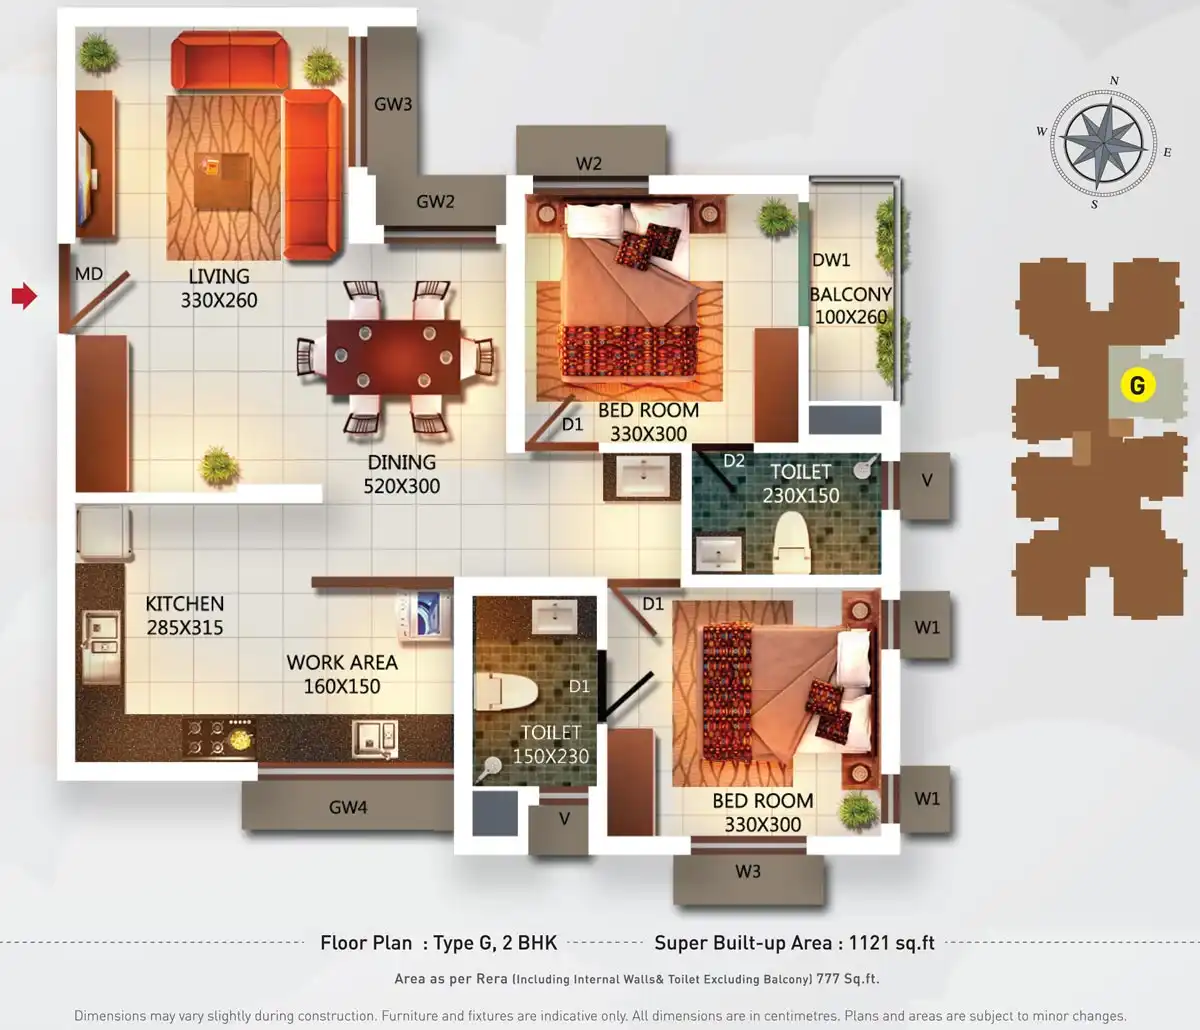 GW3
N
W
E
S
W2
GW2
MD
LIVING
330X260
DW1
BALCONY
100X260
G
BED ROOM
330X300
D1
DINING
520X300
D2
TOILET
230X150
V
KITCHEN
285X315
D1
W1
WORK AREA
160X150
D1
TOILET
150X230
BED ROOM
330X300
W1
GW4
V
W3
Floor Plan : Type G, 2 BHK
Super Built-up Area : 1121 sq.ft
Area as per Rera (Including Internal Walls& Toilet Excluding Balcony) 777 Sq.ft.
Dimensions may vary slightly during construction. Furniture and fixtures are indicative only. All dimensions are in centimetres. Plans and areas are subject to minor changes.